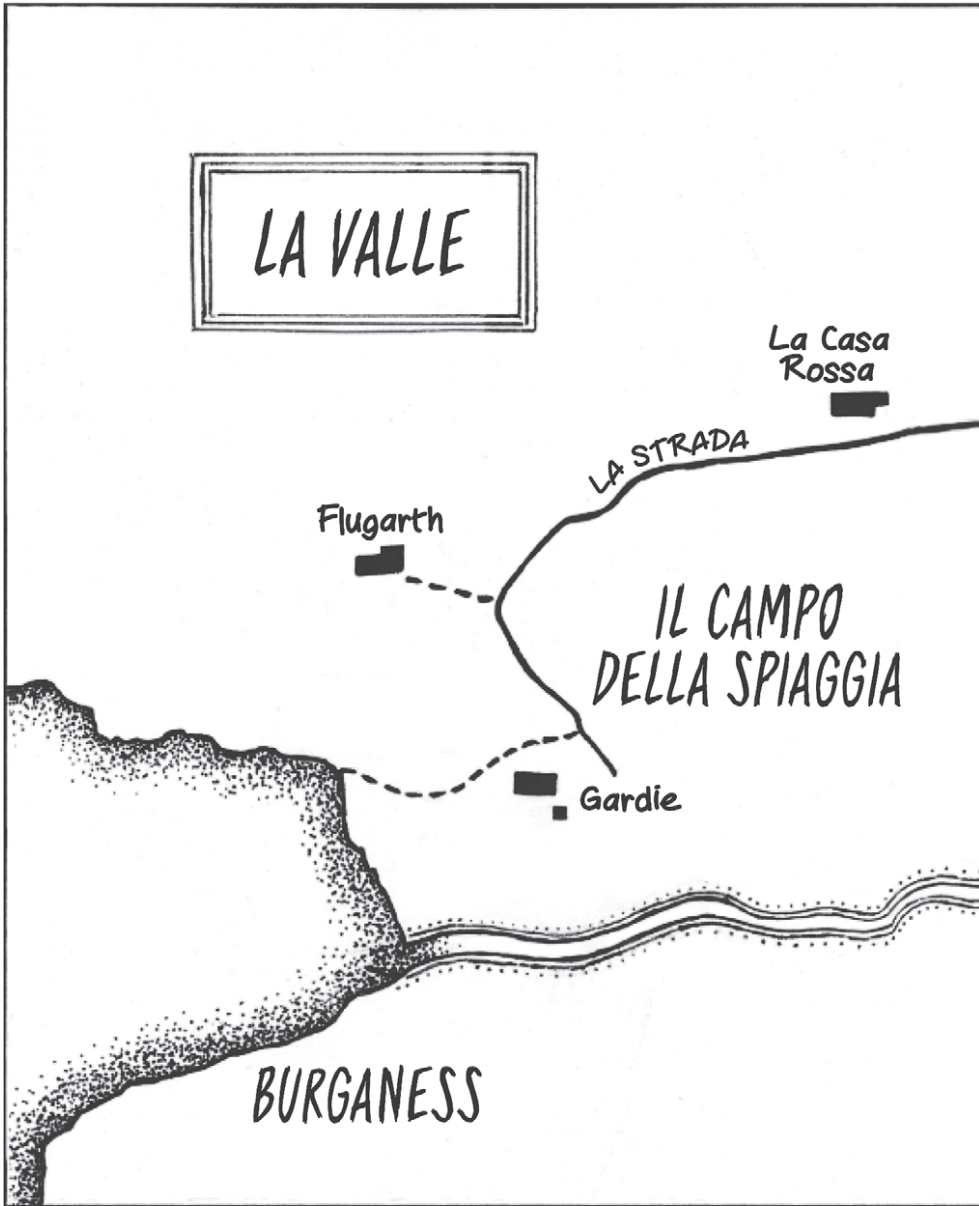 LA VALLE
La Casa
Rossa
LA STRADA
Flugarth
IL CAMPO
DELLA SPIAGGIA
Gardie
BURGANESS